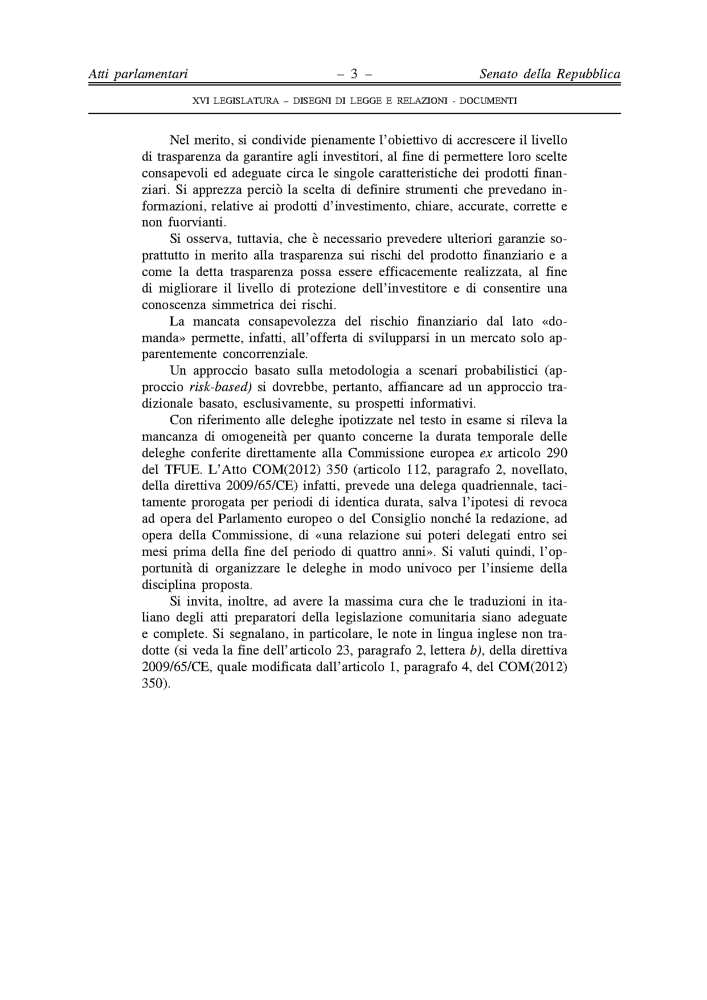 Atti parlamentari – 3 – Senato della Repubblica
XVI LEGISLATURA – DISEGNI DI LEGGE E RELAZIONI - DOCUMENTI
Nel merito, si condivide pienamente l’obiettivo di accrescere il livello
di trasparenza da garantire agli investitori, al fine di permettere loro scelte
consapevoli ed adeguate circa le singole caratteristiche dei prodotti finan-
ziari. Si apprezza perciò la scelta di definire strumenti che prevedano in-
formazioni, relative ai prodotti d’investimento, chiare, accurate, corrette e
non fuorvianti.
Si osserva, tuttavia, che è necessario prevedere ulteriori garanzie so-
prattutto in merito alla trasparenza sui rischi del prodotto finanziario e a
come la detta trasparenza possa essere efficacemente realizzata, al fine
di migliorare il livello di protezione dell’investitore e di consentire una
conoscenza simmetrica dei rischi.
La mancata consapevolezza del rischio finanziario dal lato «do-
manda» permette, infatti, all’offerta di svilupparsi in un mercato solo ap-
parentemente concorrenziale.
Un approccio basato sulla metodologia a scenari probabilistici (ap-
proccio risk-based) si dovrebbe, pertanto, affiancare ad un approccio tra-
dizionale basato, esclusivamente, su prospetti informativi.
Con riferimento alle deleghe ipotizzate nel testo in esame si rileva la
mancanza di omogeneità per quanto concerne la durata temporale delle
deleghe conferite direttamente alla Commissione europea ex articolo 290
del TFUE. L’Atto COM(2012) 350 (articolo 112, paragrafo 2, novellato,
della direttiva 2009/65/CE) infatti, prevede una delega quadriennale, taci-
tamente prorogata per periodi di identica durata, salva l’ipotesi di revoca
ad opera del Parlamento europeo o del Consiglio nonché la redazione, ad
opera della Commissione, di «una relazione sui poteri delegati entro sei
mesi prima della fine del periodo di quattro anni». Si valuti quindi, l’op-
portunità di organizzare le deleghe in modo univoco per l’insieme della
disciplina proposta.
Si invita, inoltre, ad avere la massima cura che le traduzioni in ita-
liano degli atti preparatori della legislazione comunitaria siano adeguate
e complete. Si segnalano, in particolare, le note in lingua inglese non tra-
dotte (si veda la fine dell’articolo 23, paragrafo 2, lettera b), della direttiva
2009/65/CE, quale modificata dall’articolo 1, paragrafo 4, del COM(2012)
350).